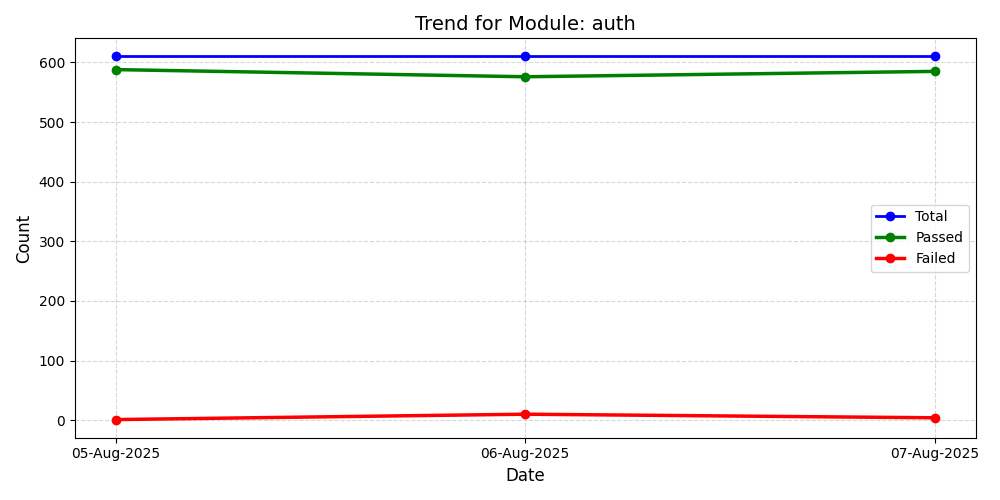 Trend for Module: auth
Count
600
500
400
300
200
100
0
Total
Passed
Failed
05-Aug-2025
06-Aug-2025
07-Aug-2025
Date